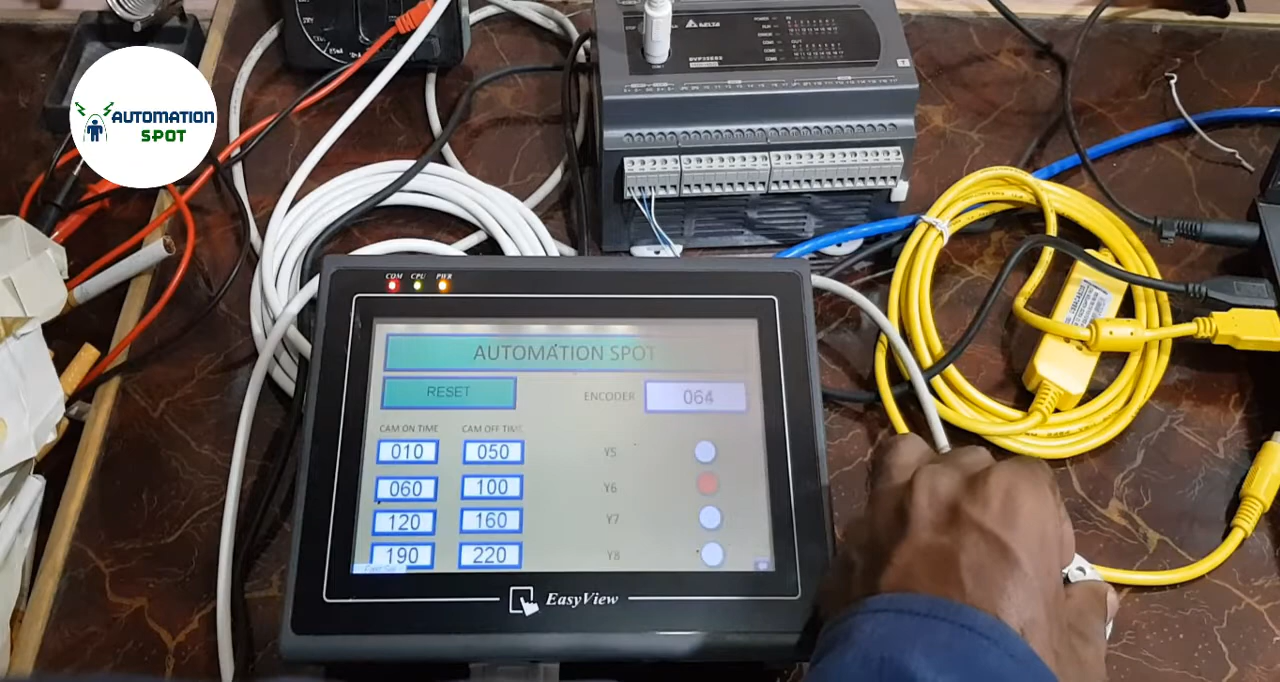 AUTOMATION
SPOT
DELTA
COM CPU PWR
AUTOMATION SPOT
RESET
ENCODER
064
CAM ON TIME
CAM OFF TIME
010
050
Y5
060
100
Y6
120
160
Y7
190
220
Y8
EasyView